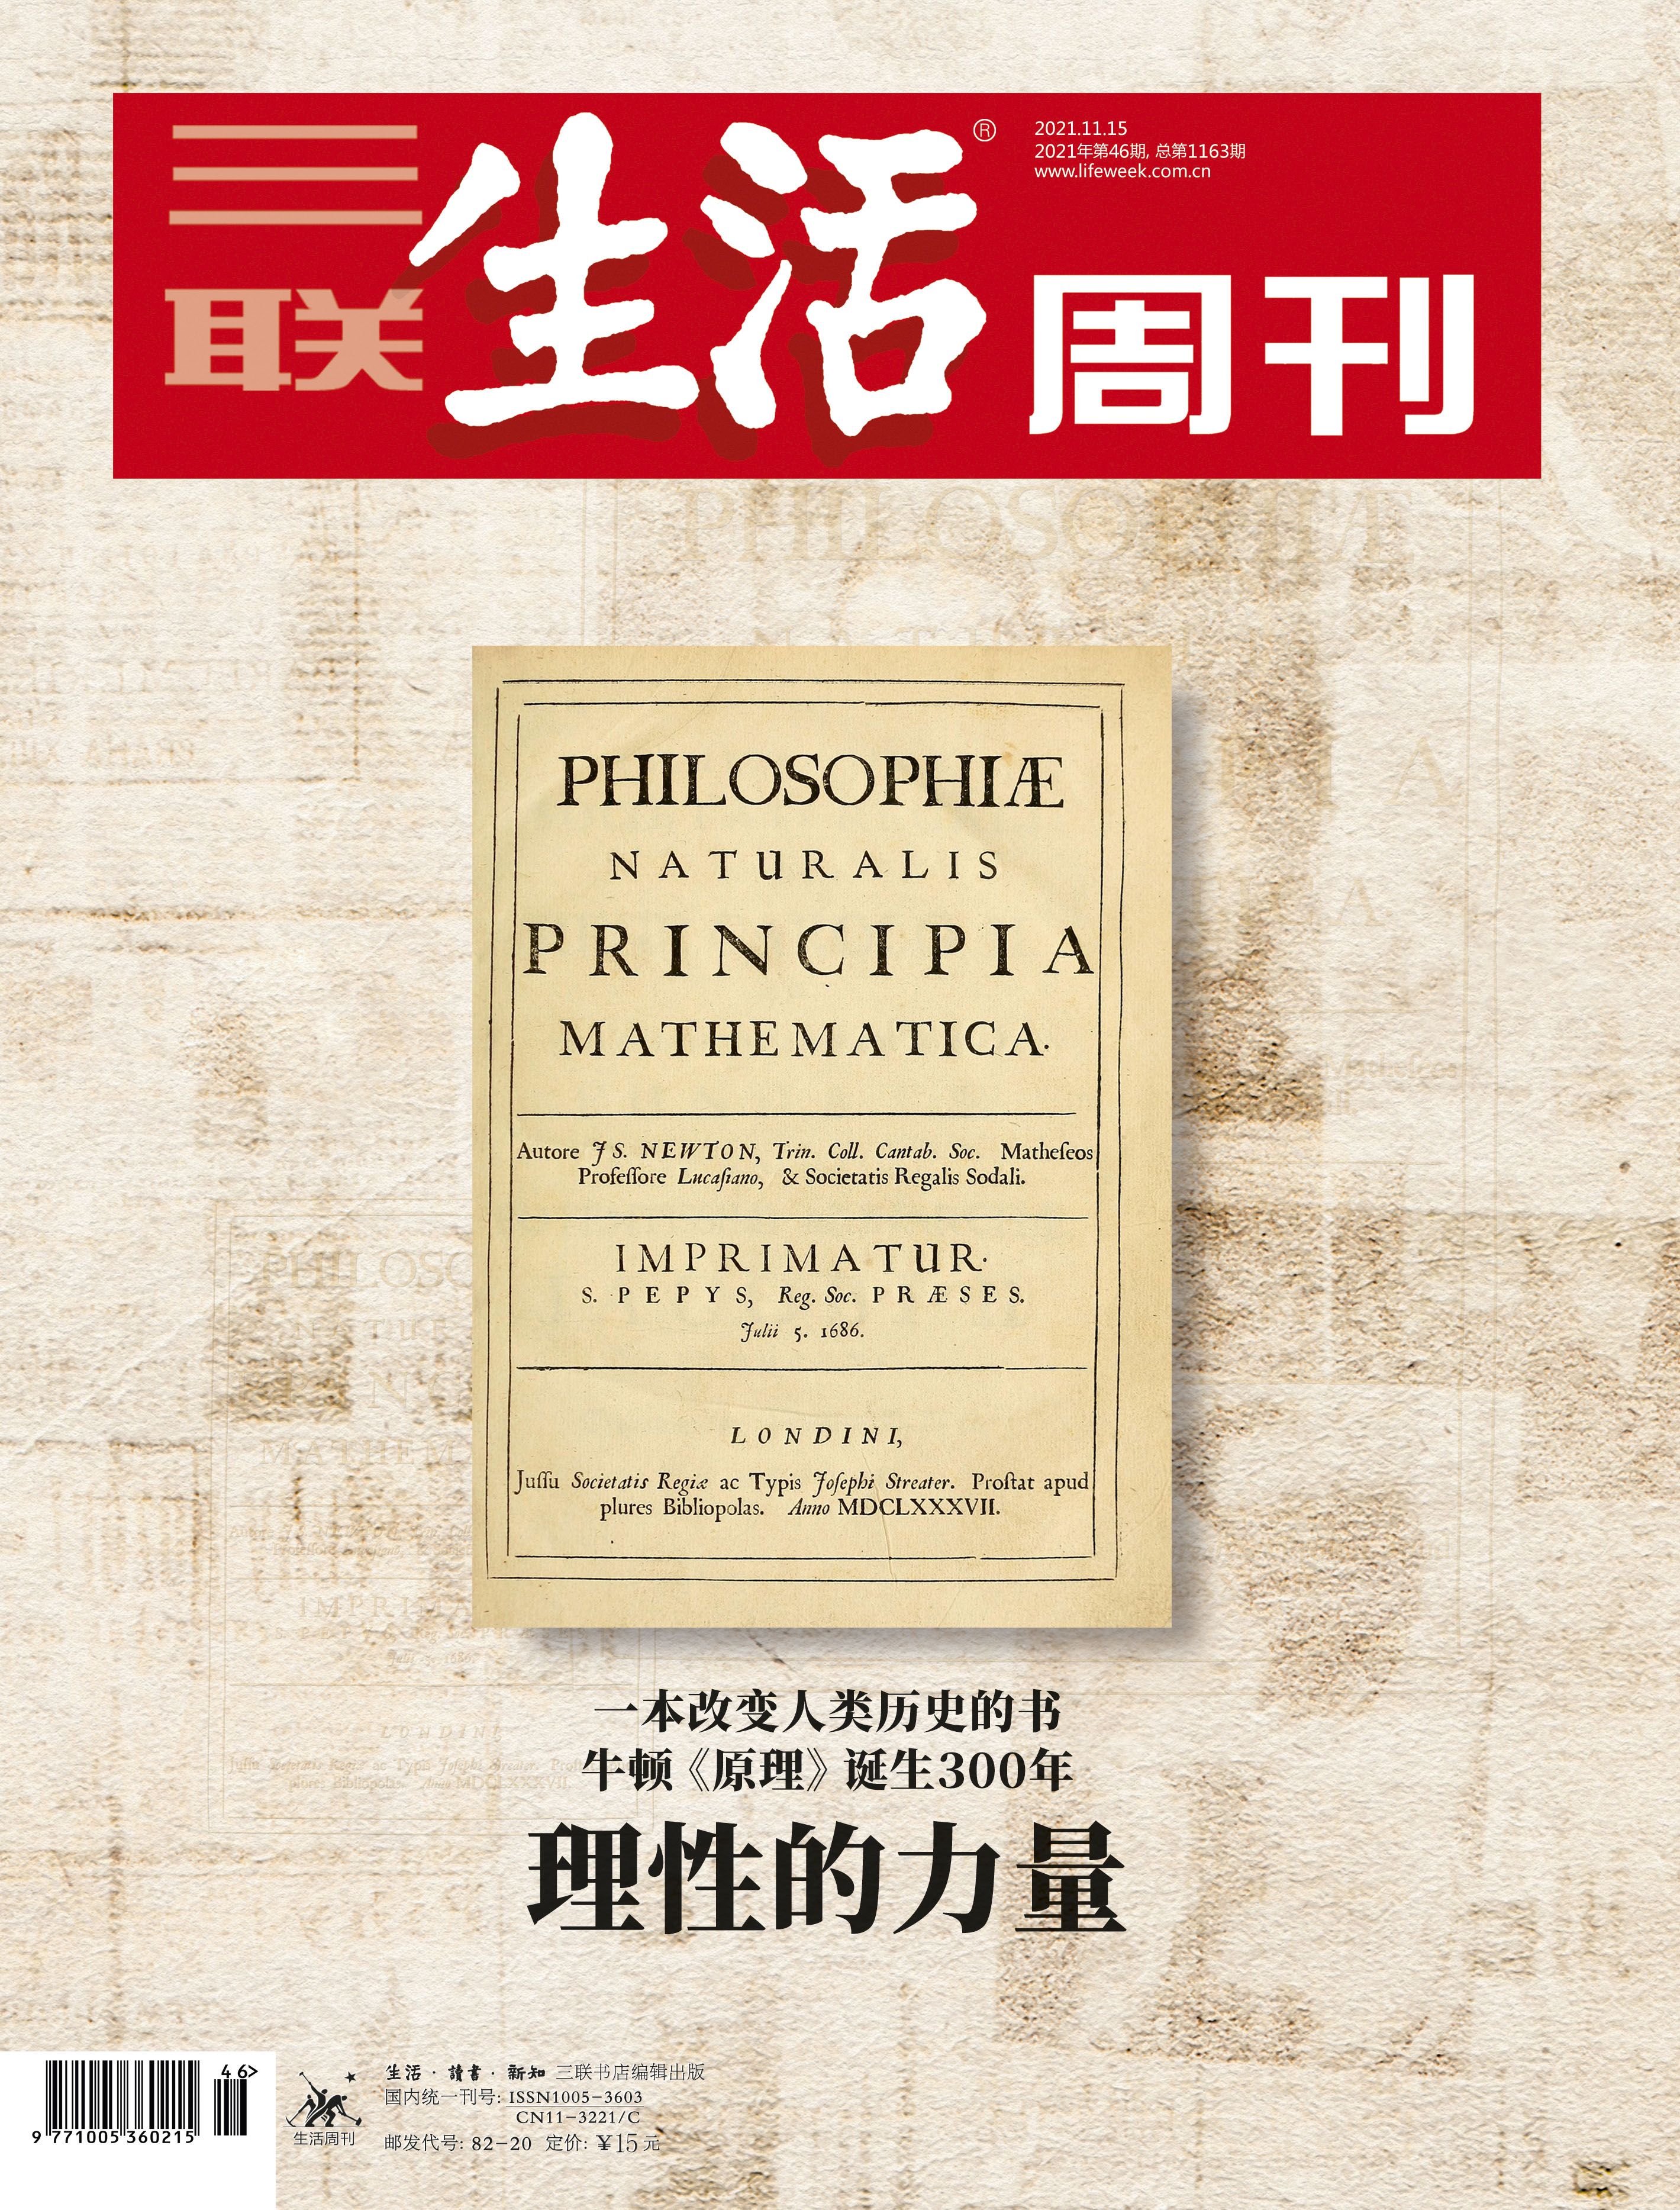 三联生活周刊
®
2021.11.15
2021年第46期, 总第1163期
www.lifeweek.com.cn
PHILOSOPHIÆ
NATURALIS
PRINCIPIA
MATHEMATICA.
Autore JS. NEWTON, Trin. Coll. Cantab. Soc. Matheſeos
Profeſſore Lucaſiano, & Societatis Regalis Sodali.
IMPRIMATUR.
S. PEPYS, Reg. Soc. PRÆSES.
Julii 5. 1686.
LONDINI,
Juſſu Societatis Regiæ ac Typis Joſephi Streater. Proſtat apud
plures Bibliopolas. Anno MDCLXXXVII.
一本改变人类历史的书
牛顿《原理》诞生300年
理性的力量
46>
9 771005 360215
生活周刊
生活·讀書·新知 三联书店编辑出版
国内统一刊号: ISSN1005-3603
CN11-3221/C
邮发代号: 82-20 定价: ¥15元